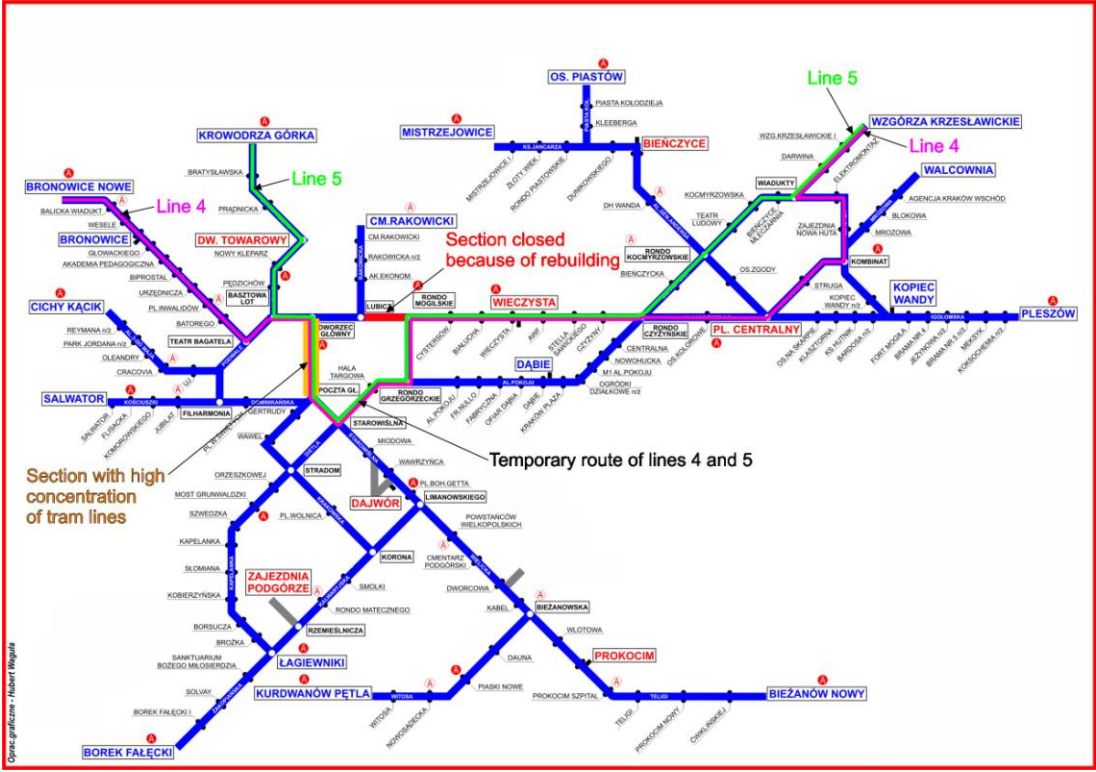 OS. PIASTÓW
PIASTA KOŁODZIEJA
KLEEBERGA
Line 5
WZGÓRZA KRZESŁAWICKIE
KROWODRZA GÓRKA
MISTRZEJOWICE
KS.JANCARZA
BIEŃCZYCE
WZG.KRZESŁAWICKIE I
Line 4
DARWINA
ELEKTROMONTAŻ
WALCOWNIA
BRATYSŁAWSKA
Line 5
MISTRZEJOWICE I
ZŁOTY WIEK
RONDO PIASTOWSKIE
DUNIKOWSKIEGO
WIADUKTY
BRONOWICE NOWE
KOCMYRZOWSKA
AGENCJA KRAKÓW WSCHÓD
Line 4
PRĄDNICKA
CM.RAKOWICKI
DH WANDA
TEATR
LUDOWY
BIEŃCZYCE
MLECZARNIA
ZAJEZDNIA
NOWA HUTA
BLOKOWA
BALICKA WIADUKT
WESELE
DW. TOWAROWY
CM.RAKOWICKI
Section closed
because of rebuilding
RONDO
KOCMYRZOWSKIE
MROZOWA
BRONOWICE
GŁOWACKIEGO
NOWY KLEPARZ
RAKOWICKA n/ż
BIEŃCZYCKA
KOMBINAT
AKADEMIA PEDAGOGICZNA
AK.EKONOM.
OS.ZGODY
BIPROSTAL
PĘDZICHÓW
STRUGA
URZĘDNICZA
BASZTOWA
LOT
LUBICZ
RONDO
MOGILSKIE
WIECZYSTA
KOPIEC
WANDY n/ż
KOPIEC
WANDY
CICHY KĄCIK
PL.INWALIDÓW
BATOREGO
IGOŁOMSKA
PLESZÓW
REYMANA n/ż
TEATR BAGATELA
DWORZEC
GŁÓWNY
CYSTERSÓW
BIAŁUCHA
WIECZYSTA
AWF
STELLA
SAWICKIEGO
CZYŻYNY
RONDO
CZYŻYŃSKIE
PL. CENTRALNY
PARK JORDANA n/ż
OS.KOLOROWE
OS.NA SKARPIE
KLASZTORNA
KS HUTNIK
BARDOSA n/ż
FORT MOGIŁA
BRAMA NR 4
JEŻYNOWA n/ż
BRAMA NR 5 n/ż
MEKSYK
KOKSOCHEMIA n/ż
OLEANDRY
CENTRALNA
CRACOVIA
UJ
HALA
TARGOWA
DĄBIE
NOWOHUCKA
M1 AL.POKOJU
SALWATOR
KOŚCIUSZKI
DOMINIKAŃSKA
POCZTA GŁ.
RONDO
GRZEGÓRZECKIE
AL.POKOJU
OGRÓDKI
DZIAŁKOWE n/ż
SALWATOR
FLISACKA
KOMOROWSKIEGO
JUBILAT
FILHARMONIA
PL.W.ŚWIĘTYCH
GERTRUDY
STAROWIŚLNA
AL.POKOJU
FR.NULLO
FABRYCZNA
OFIAR DĄBIA
DĄBIE
KRAKÓW PLAZA
WAWEL
MIODOWA
Section with high
concentration
of tram lines
ORZESZKOWEJ
STRADOM
WAWRZYŃCA
Temporary route of lines 4 and 5
MOST GRUNWALDZKI
DAJWÓR
PL.BOH.GETTA
LIMANOWSKIEGO
SZWEDZKA
PL.WOLNICA
POWSTAŃCÓW
WIELKOPOLSKICH
KAPELANKA
KORONA
CMENTARZ
PODGÓRSKI
SŁOMIANA
ZAJEZDNIA
PODGÓRZE
SMOLKI
DWORCOWA
KOBIERZYŃSKA
RONDO MATECZNEGO
KABEL
BIEŻANOWSKA
BORSUCZA
RZEMIEŚLNICZA
WLOTOWA
BROŻKA
SANKTUARIUM
BOŻEGO MIŁOSIERDZIA
ŁAGIEWNIKI
DAUNA
PROKOCIM
SOLVAY
KURDWANÓW PĘTLA
WITOSA
PIASKI NOWE
PROKOCIM SZPITAL
TELIGI
BIEŻANÓW NOWY
BOREK FAŁĘCKI I
WITOSA
NOWOSĄDECKA
TELIGI
PROKOCIM NOWY
ĆWIKLIŃSKIEJ
BOREK FAŁĘCKI
Oprac.graficzne - Hubert Waguła